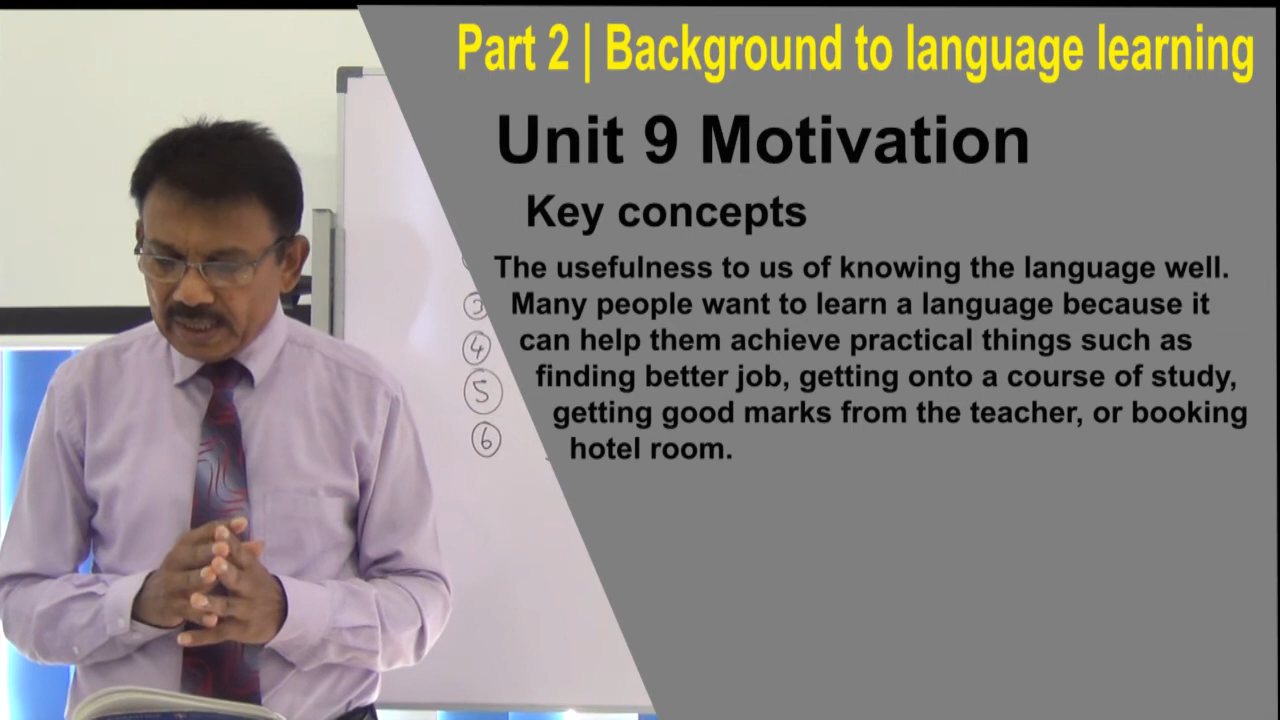 Part 2 | Background to language learning
Unit 9 Motivation
Key concepts
The usefulness to us of knowing the language well.
Many people want to learn a language because it
can help them achieve practical things such as
finding better job, getting onto a course of study,
getting good marks from the teacher, or booking
hotel room.
3
4
5
6